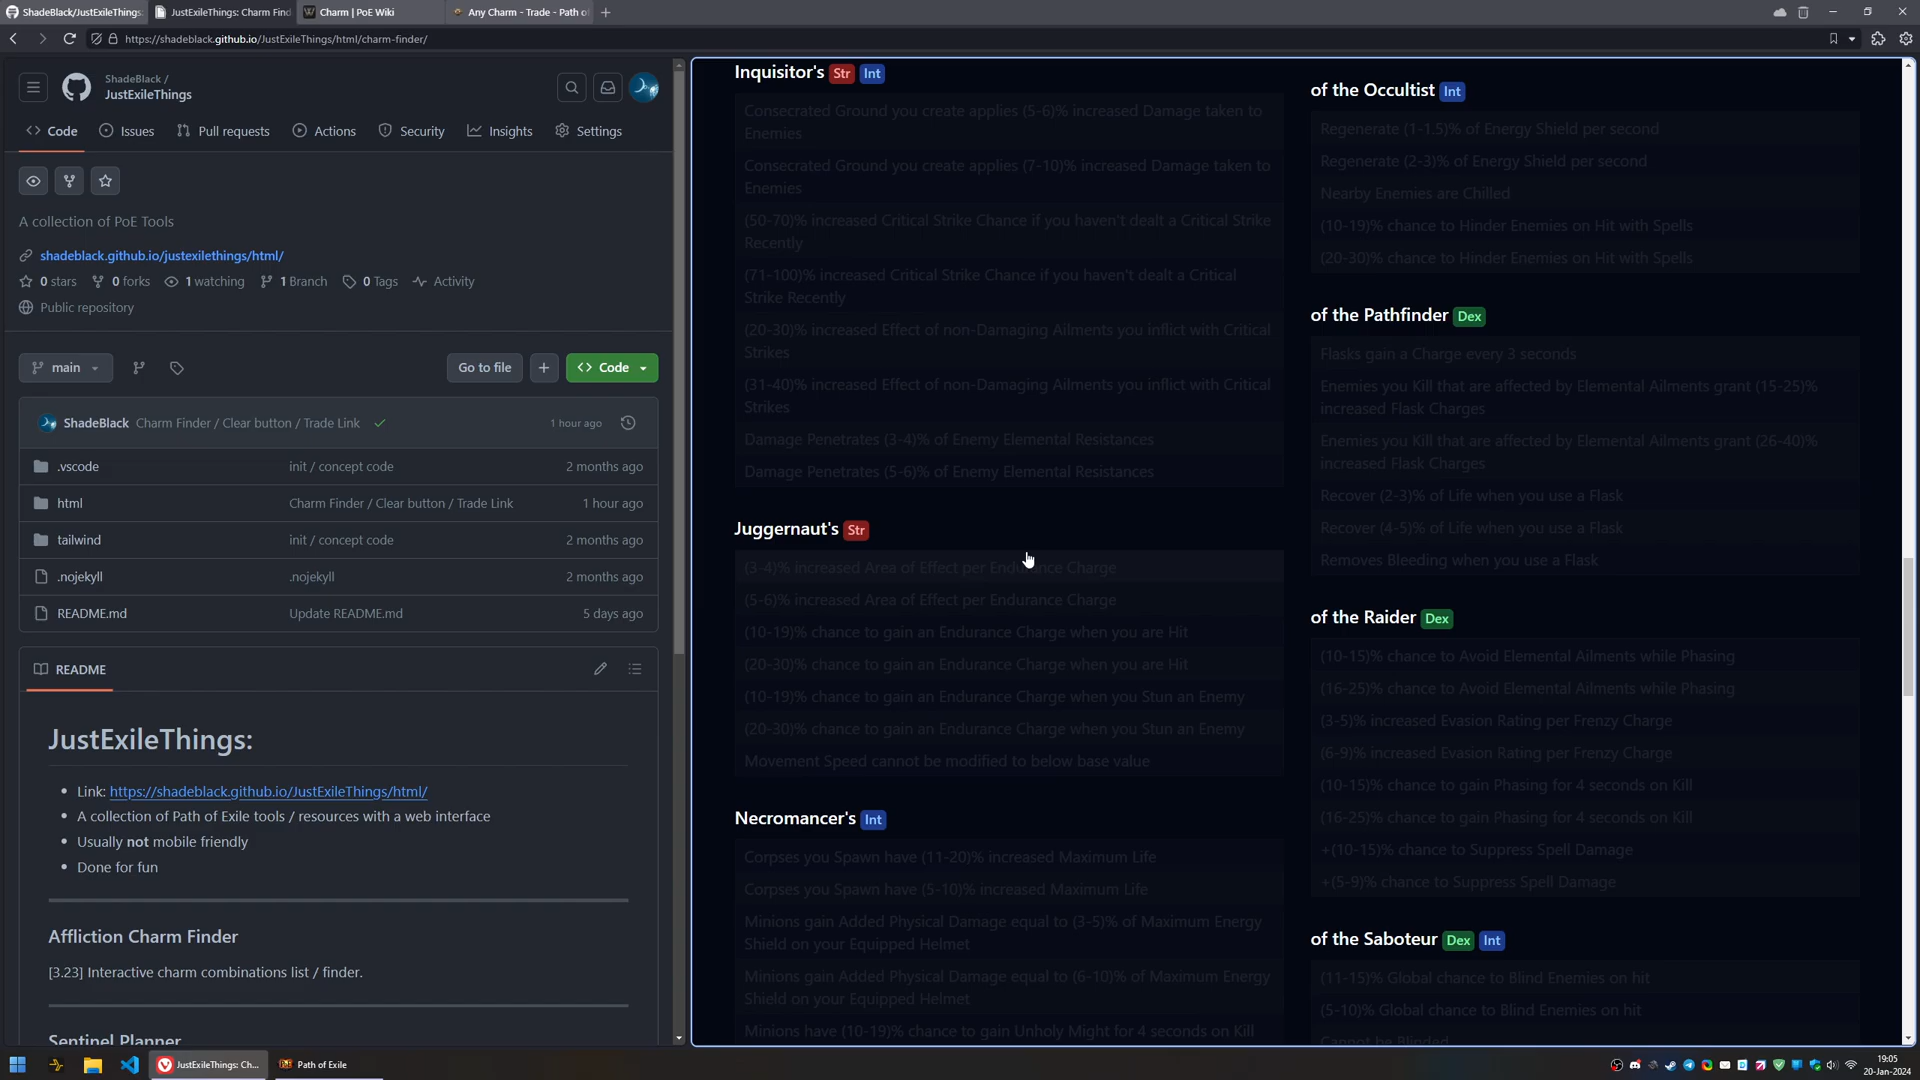 ShadeBlack/JustExileThings:
JustExileThings: Charm Find
Charm | PoE Wiki
Any Charm - Trade - Path of
https://shadeblack.github.io/JustExileThings/html/charm-finder/
ShadeBlack /
JustExileThings
Code
Issues
Pull requests
Actions
Security
Insights
Settings
A collection of PoE Tools
shadeblack.github.io/justexilethings/html/
0 stars
0 forks
1 watching
1 Branch
0 Tags
Activity
Public repository
main
Go to file
Code
ShadeBlack Charm Finder / Clear button / Trade Link
1 hour ago
.vscode
init / concept code
2 months ago
html
Charm Finder / Clear button / Trade Link
1 hour ago
tailwind
init / concept code
2 months ago
.nojekyll
.nojekyll
2 months ago
README.md
Update README.md
5 days ago
README
JustExileThings:
Link: https://shadeblack.github.io/JustExileThings/html/
A collection of Path of Exile tools / resources with a web interface
Usually not mobile friendly
Done for fun
Affliction Charm Finder
[3.23] Interactive charm combinations list / finder.
Sentinel Planner
Inquisitor's Str Int
Consecrated Ground you create applies (5-6)% increased Damage taken to
Enemies
Consecrated Ground you create applies (7-10)% increased Damage taken to
Enemies
(50-70)% increased Critical Strike Chance if you haven't dealt a Critical Strike
Recently
(71-100)% increased Critical Strike Chance if you haven't dealt a Critical
Strike Recently
(20-30)% increased Effect of non-Damaging Ailments you inflict with Critical
Strikes
(31-40)% increased Effect of non-Damaging Ailments you inflict with Critical
Strikes
Damage Penetrates (3-4)% of Enemy Elemental Resistances
Damage Penetrates (5-6)% of Enemy Elemental Resistances
Juggernaut's Str
(3-4)% increased Area of Effect per Endurance Charge
(5-6)% increased Area of Effect per Endurance Charge
(10-19)% chance to gain an Endurance Charge when you are Hit
(20-30)% chance to gain an Endurance Charge when you are Hit
(10-19)% chance to gain an Endurance Charge when you Stun an Enemy
(20-30)% chance to gain an Endurance Charge when you Stun an Enemy
Movement Speed cannot be modified to below base value
Necromancer's Int
Corpses you Spawn have (11-20)% increased Maximum Life
Corpses you Spawn have (5-10)% increased Maximum Life
Minions gain Added Physical Damage equal to (3-5)% of Maximum Energy
Shield on your Equipped Helmet
Minions gain Added Physical Damage equal to (6-10)% of Maximum Energy
Shield on your Equipped Helmet
Minions have (10-19)% chance to gain Unholy Might for 4 seconds on Kill
of the Occultist Int
Regenerate (1-1.5)% of Energy Shield per second
Regenerate (2-3)% of Energy Shield per second
Nearby Enemies are Chilled
(10-19)% chance to Hinder Enemies on Hit with Spells
(20-30)% chance to Hinder Enemies on Hit with Spells
of the Pathfinder Dex
Flasks gain a Charge every 3 seconds
Enemies you Kill that are affected by Elemental Ailments grant (15-25)%
increased Flask Charges
Enemies you Kill that are affected by Elemental Ailments grant (26-40)%
increased Flask Charges
Recover (2-3)% of Life when you use a Flask
Recover (4-5)% of Life when you use a Flask
Removes Bleeding when you use a Flask
of the Raider Dex
(10-15)% chance to Avoid Elemental Ailments while Phasing
(16-25)% chance to Avoid Elemental Ailments while Phasing
(3-5)% increased Evasion Rating per Frenzy Charge
(6-9)% increased Evasion Rating per Frenzy Charge
(10-15)% chance to gain Phasing for 4 seconds on Kill
(16-25)% chance to gain Phasing for 4 seconds on Kill
+(10-15)% chance to Suppress Spell Damage
+(5-9)% chance to Suppress Spell Damage
of the Saboteur Dex Int
(11-15)% Global chance to Blind Enemies on hit
(5-10)% Global chance to Blind Enemies on hit
Cannot be Blinded
JustExileThings: Ch...
Path of Exile
19:05
20-Jan-2024